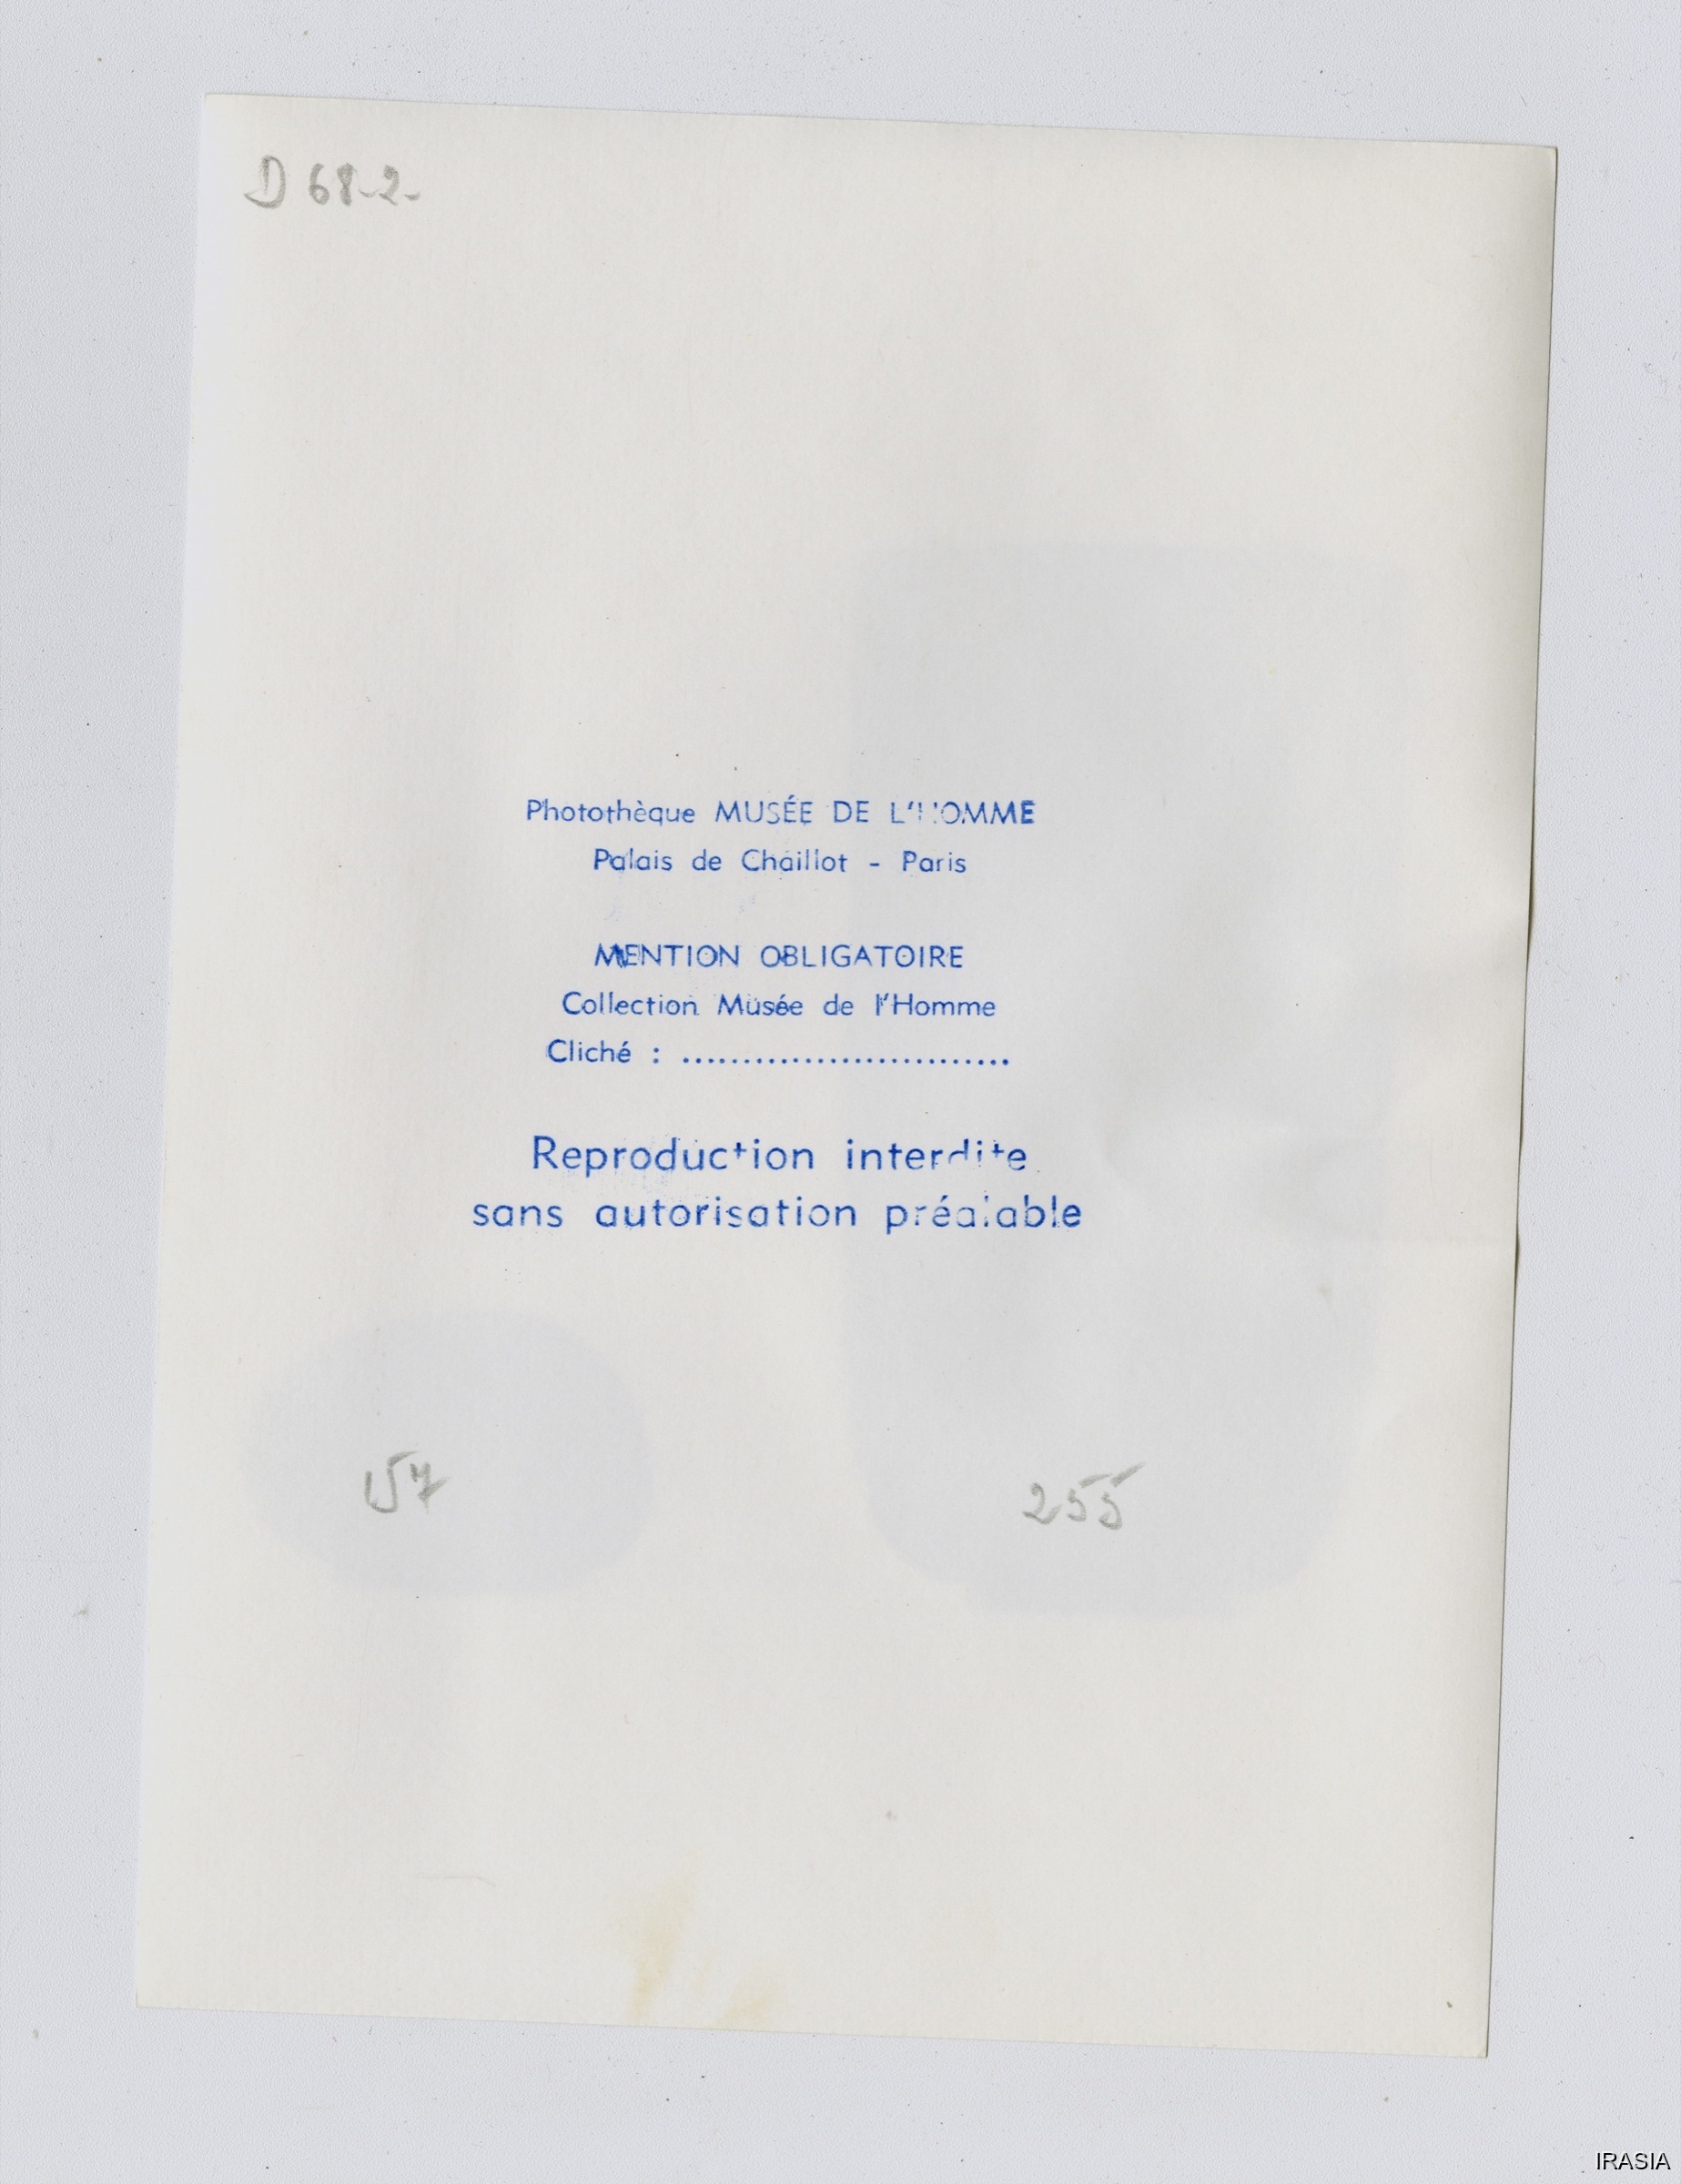 D 68-2-
Photothèque MUSÉE DE L'HOMME
Palais de Chaillot - Paris
MENTION OBLIGATOIRE
Collection Musée de l'Homme
Cliché : ...........................
Reproduction interdite
sans autorisation préalable
157
255
IRASIA